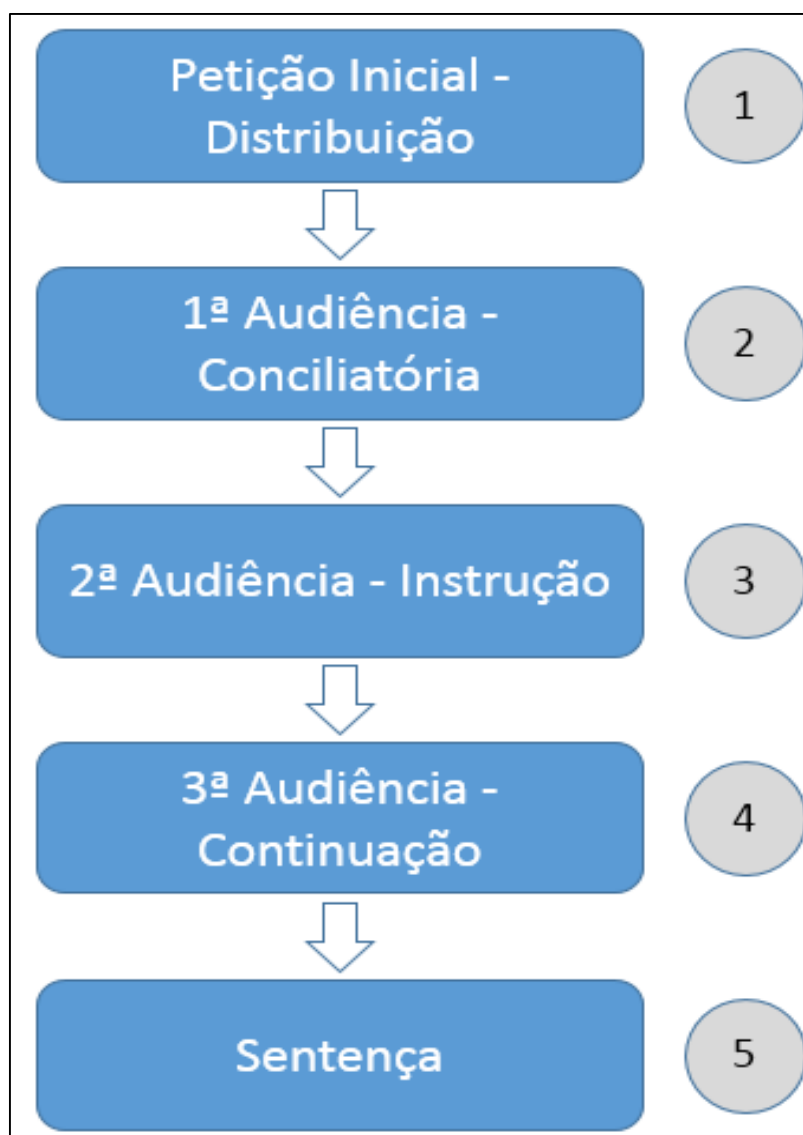 Petição Inicial -
Distribuição
1
1ª Audiência -
Conciliatória
2
2ª Audiência - Instrução
3
3ª Audiência -
Continuação
4
Sentença
5